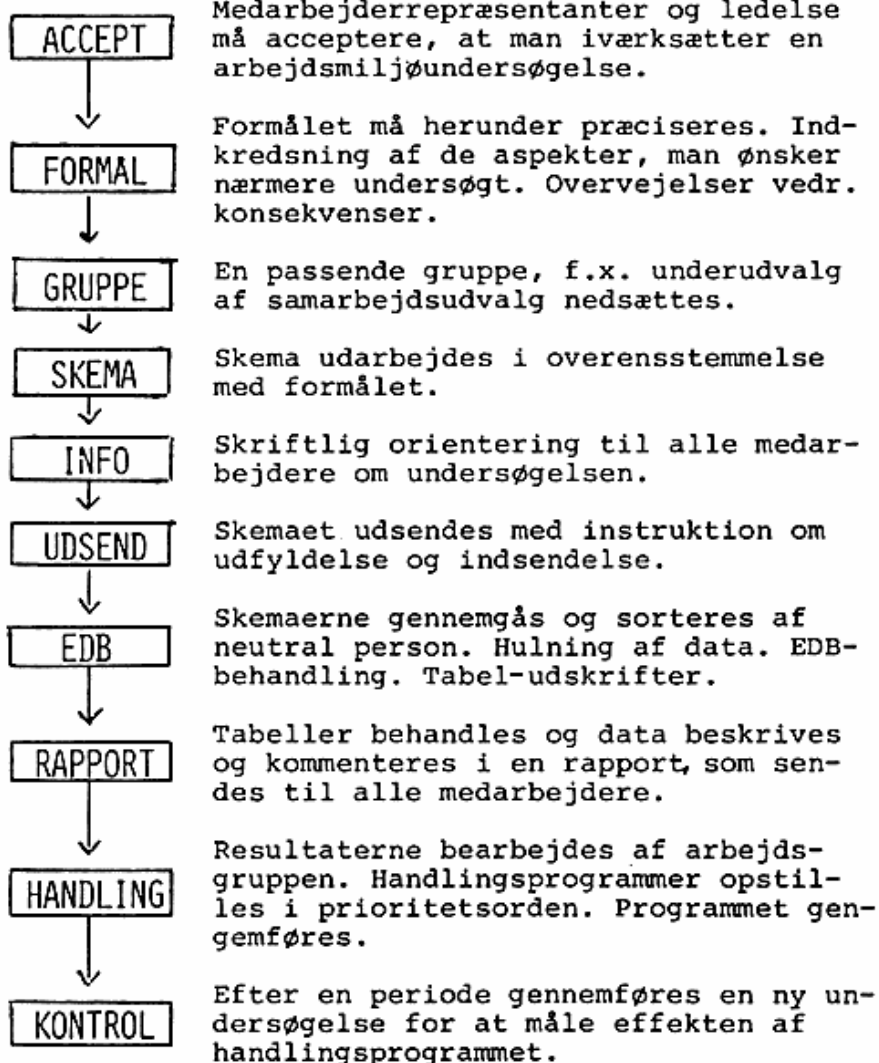 ACCEPT
Medarbejderrepræsentanter og ledelse
må acceptere, at man iværksætter en
arbejdsmiljøundersøgelse.
FORMÅL
Formålet må herunder præciseres. Ind-
kredsning af de aspekter, man ønsker
nærmere undersøgt. Overvejelser vedr.
konsekvenser.
GRUPPE
En passende gruppe, f.x. underudvalg
af samarbejdsudvalg nedsættes.
SKEMA
Skema udarbejdes i overensstemmelse
med formålet.
INFO
Skriftlig orientering til alle medar-
bejdere om undersøgelsen.
UDSEND
Skemaet udsendes med instruktion om
udfyldelse og indsendelse.
EDB
Skemaerne gennemgås og sorteres af
neutral person. Hulning af data. EDB-
behandling. Tabel-udskrifter.
RAPPORT
Tabeller behandles og data beskrives
og kommenteres i en rapport, som sen-
des til alle medarbejdere.
HANDLING
Resultaterne bearbejdes af arbejds-
gruppen. Handlingsprogrammer opstil-
les i prioritetsorden. Programmet gen-
gemføres.
KONTROL
Efter en periode gennemføres en ny un-
dersøgelse for at måle effekten af
handlingsprogrammet.